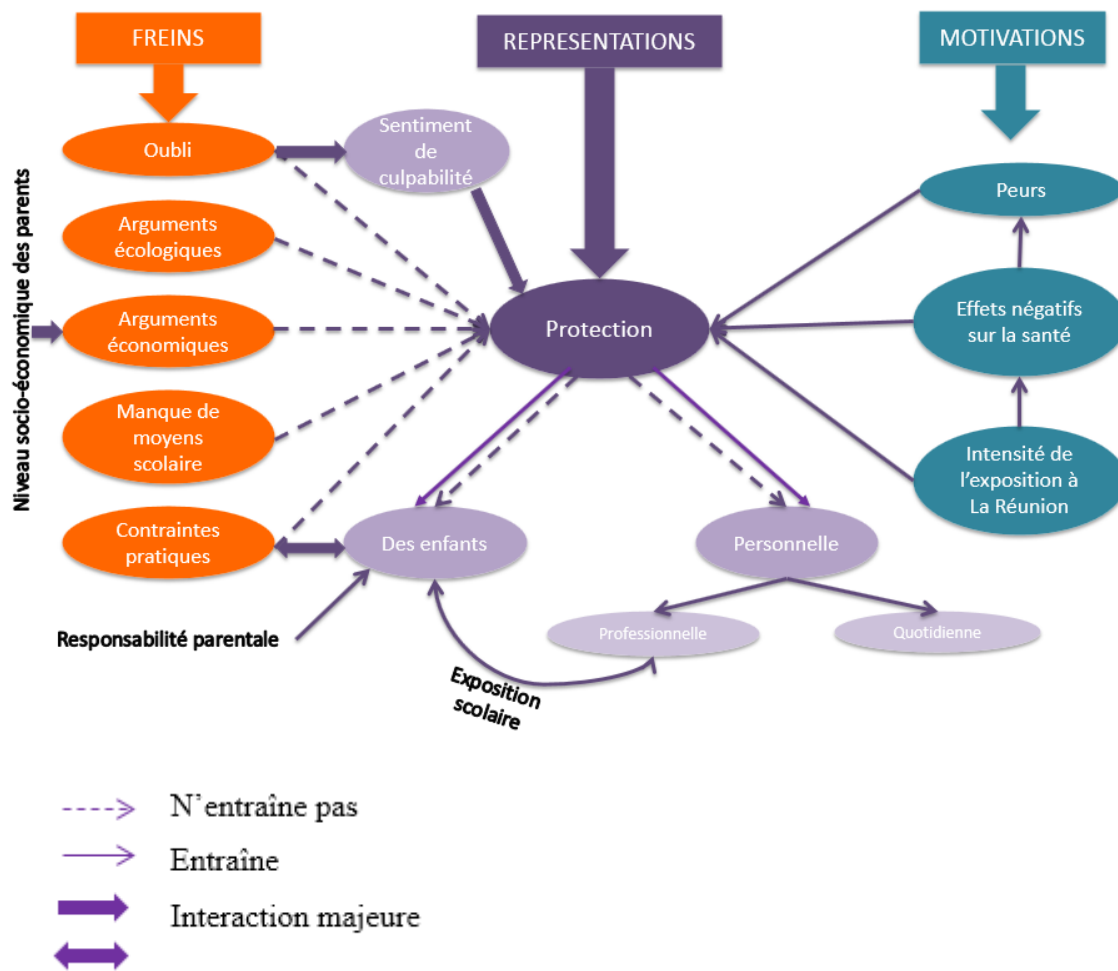 FREINS
REPRESENTATIONS
MOTIVATIONS
Oubli
Sentiment
de
culpabilité
Peurs
Arguments
écologiques
Niveau socio-économique des parents
Arguments
économiques
Protection
Effets négatifs
sur la santé
Manque de
moyens
scolaire
Intensité de
l'exposition à
La Réunion
Contraintes
pratiques
Des enfants
Personnelle
Responsabilité parentale
Professionnelle
Quotidienne
Exposition
scolaire
N'entraîne pas
Entraîne
Interaction majeure